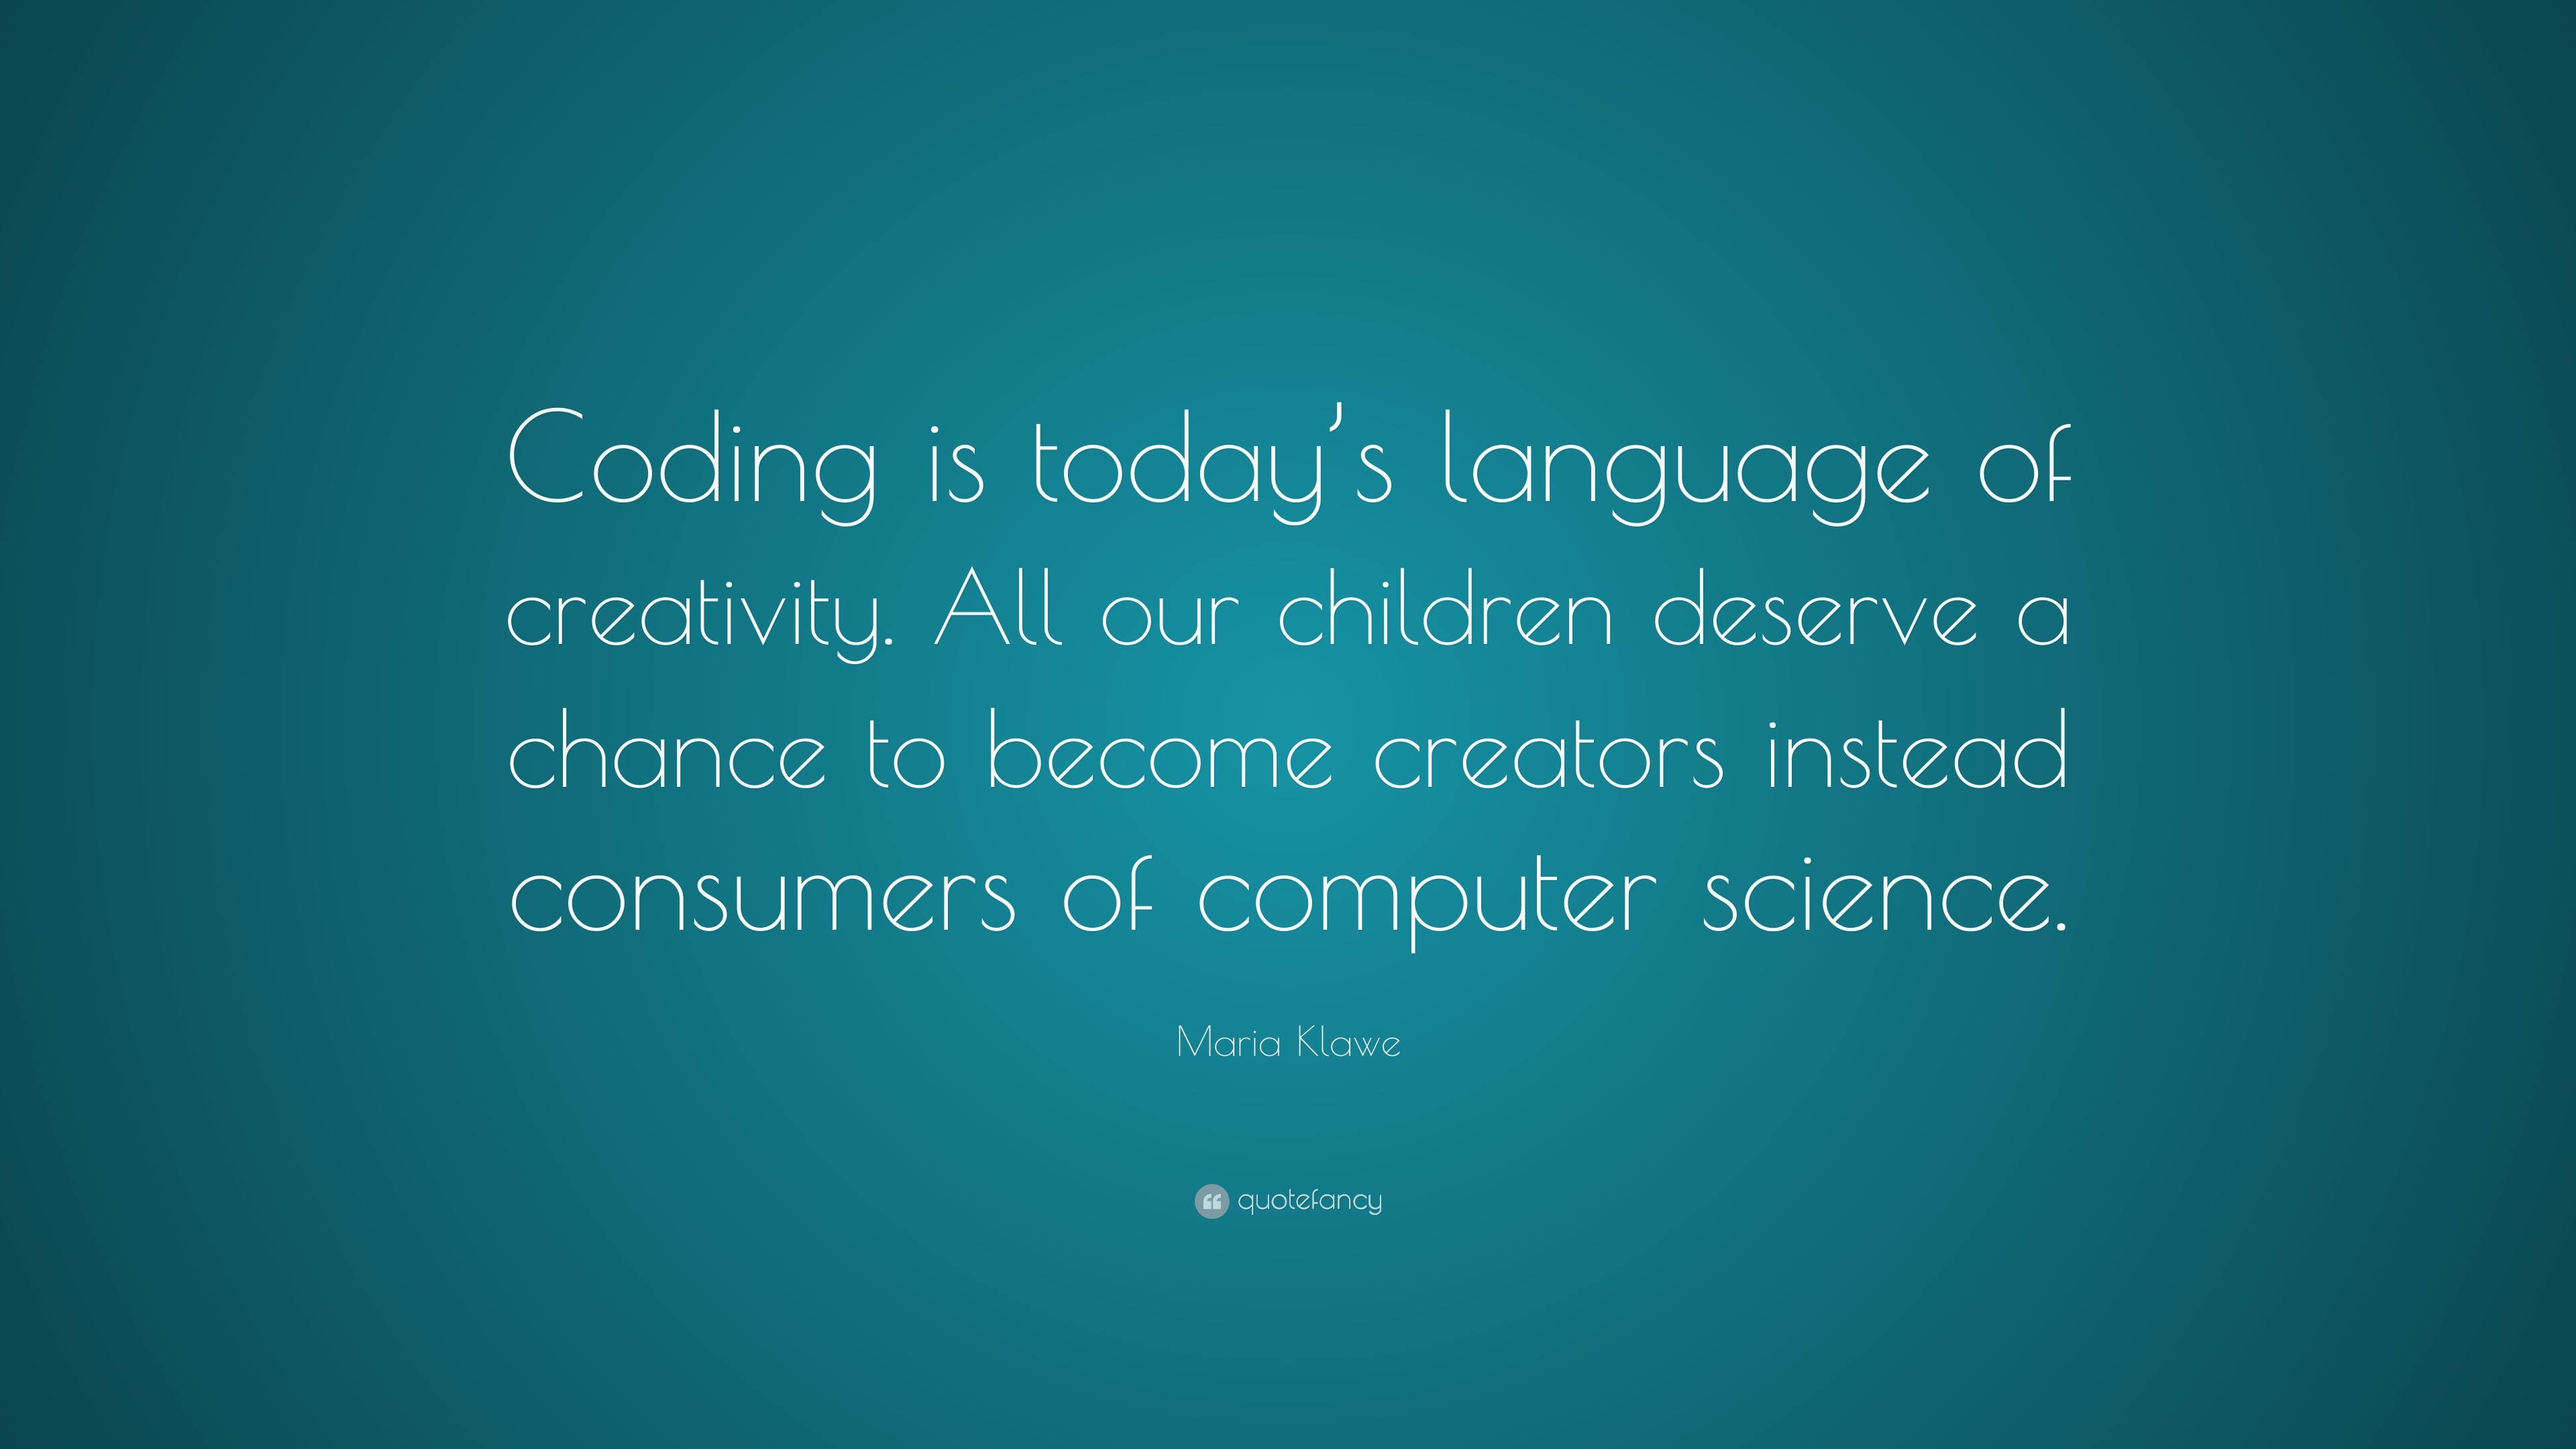 Coding is today’s language of
creativity. All our children deserve a
chance to become creators instead
consumers of computer science.
Maria Klawe
quotefancy